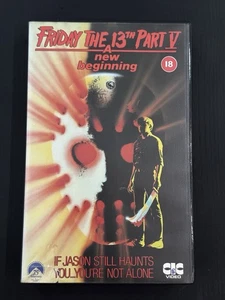 FRIDAY THE 13TH PART V
A
new
beginning
18
IF JASON STILL HAUNTS
YOU, YOU'RE NOT ALONE
CIC
VIDEO